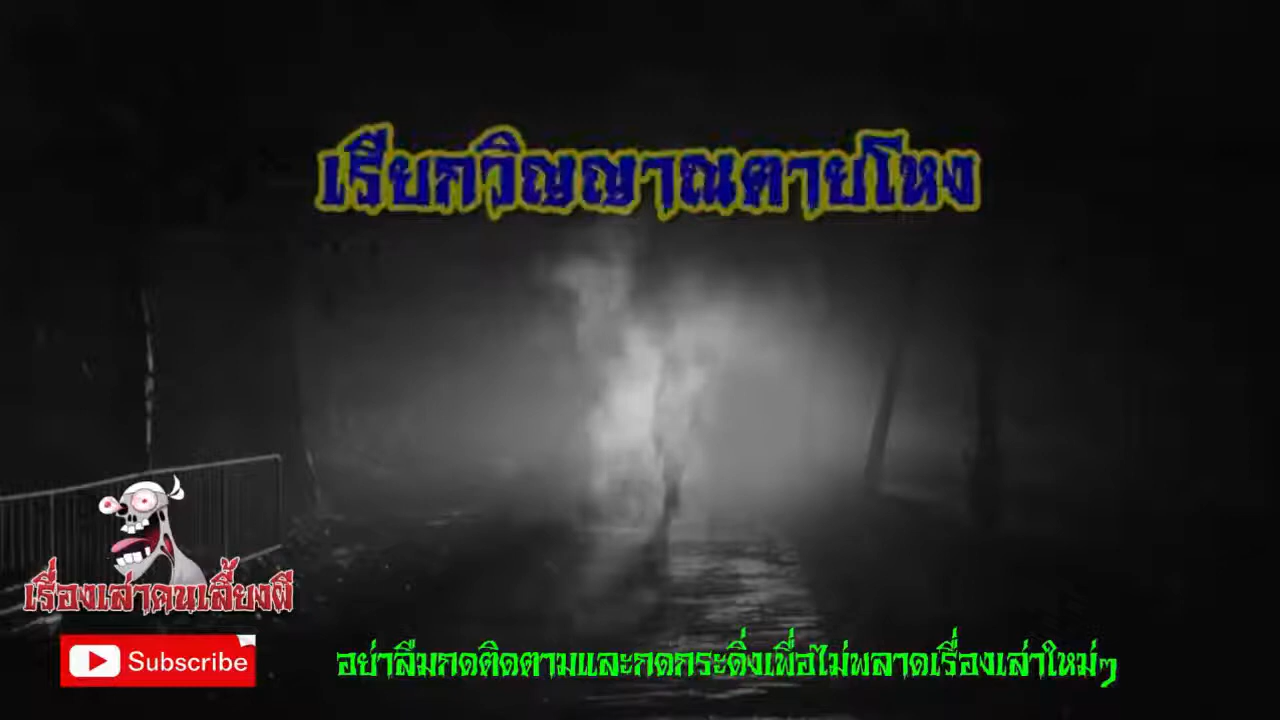 เรียกวิญญาณตายโหง
เรื่องเล่าคนเลี้ยงผี
Subscribe
อย่าลืมกดติดตามและกดกระดิ่งเพื่อไม่พลาดเรื่องเล่าใหม่ๆ